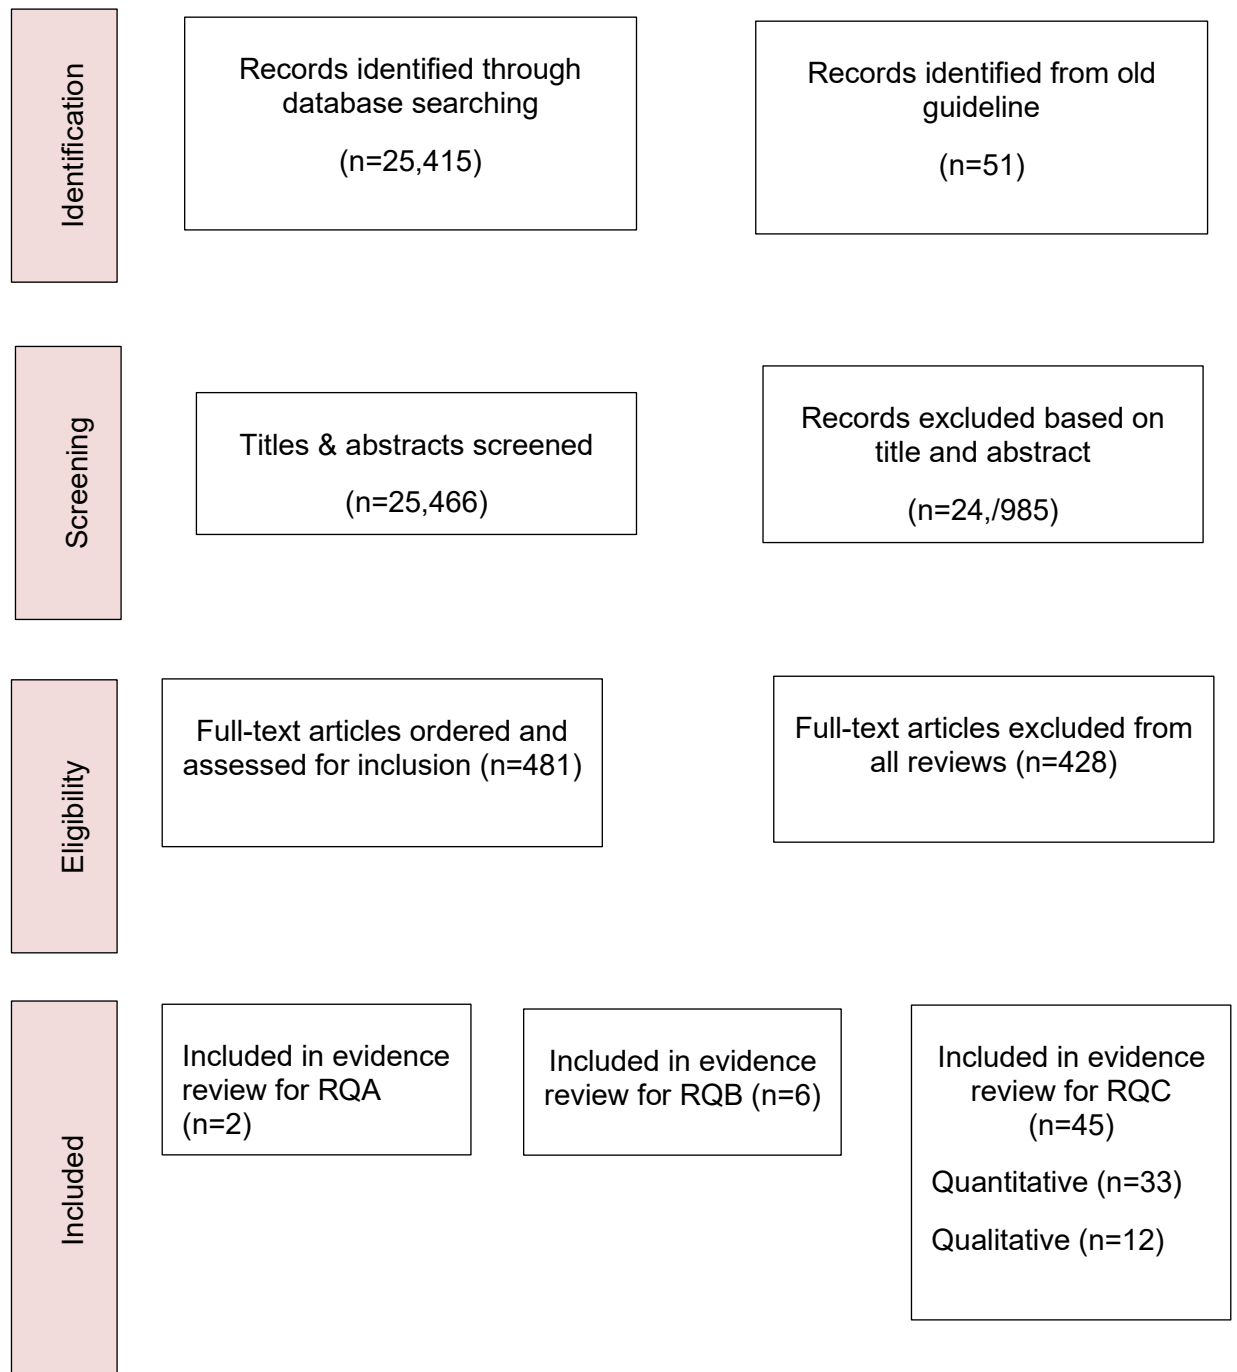 Identification
Records identified through
database searching
(n=25,415)
Records identified from old
guideline
(n=51)
Screening
Titles & abstracts screened
(n=25,466)
Records excluded based on
title and abstract
(n=24,/985)
Eligibility
Full-text articles ordered and
assessed for inclusion (n=481)
Full-text articles excluded from
all reviews (n=428)
Included
Included in evidence
review for RQA
(n=2)
Included in evidence
review for RQB (n=6)
Included in evidence
review for RQC
(n=45)
Quantitative (n=33)
Qualitative (n=12)